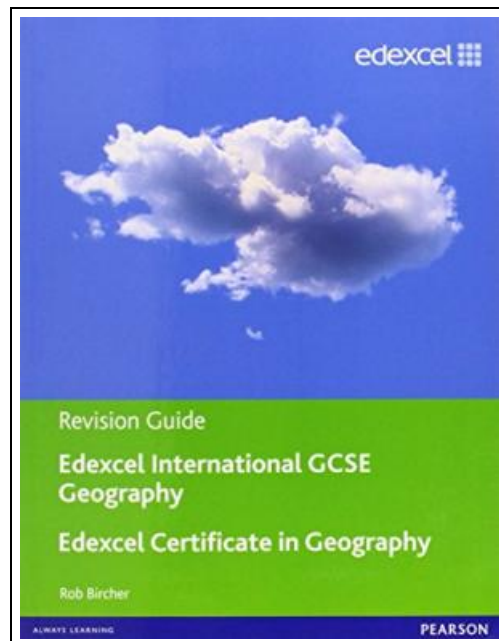 edexcel
Revision Guide
Edexcel International GCSE
Geography
Edexcel Certificate in Geography
Rob Bircher
ALWAYS LEARNING
PEARSON